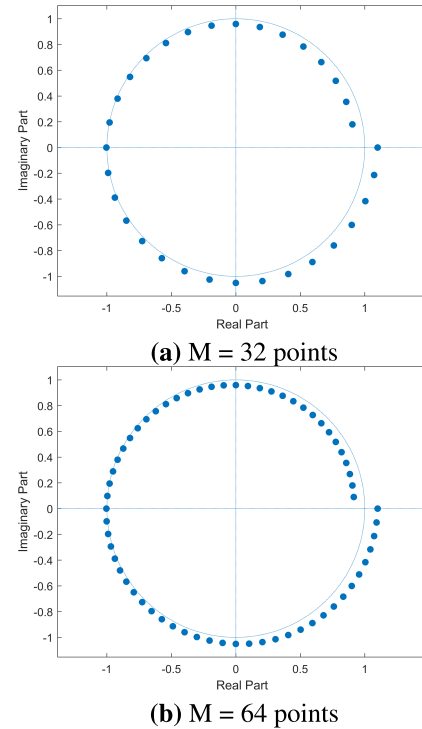 1
0.8
0.6
0.4
0.2
0
-0.2
-0.4
-0.6
-0.8
-1
Imaginary Part
-1 -0.5 0 0.5 1
Real Part
(a) M = 32 points
1
0.8
0.6
0.4
0.2
0
-0.2
-0.4
-0.6
-0.8
-1
Imaginary Part
-1 -0.5 0 0.5 1
Real Part
(b) M = 64 points